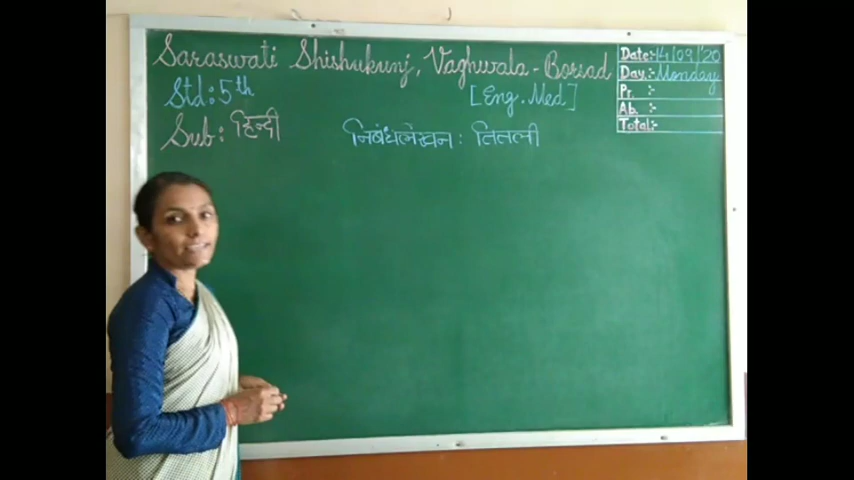 Saraswati Shishukunj, Vaghwala - Borsad
Std: 5th
[Eng. Med]
Sub: हिन्दी
निबंधलेखन : तितली
Date:- 14/09/'20
Day:- Monday
Pr. :-
Ab. :-
Total:-